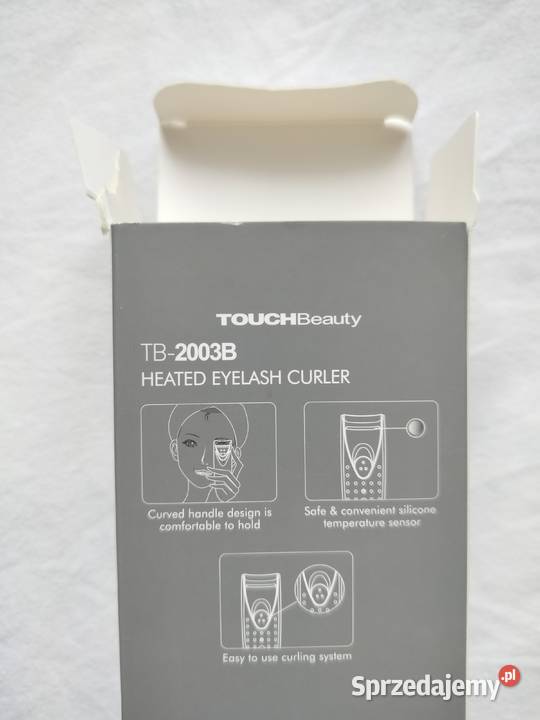 TOUCHBeauty
TB-2003B
HEATED EYELASH CURLER
Curved handle design is
comfortable to hold
Safe & convenient silicone
temperature sensor
Easy to use curling system
Sprzedajemy.pl